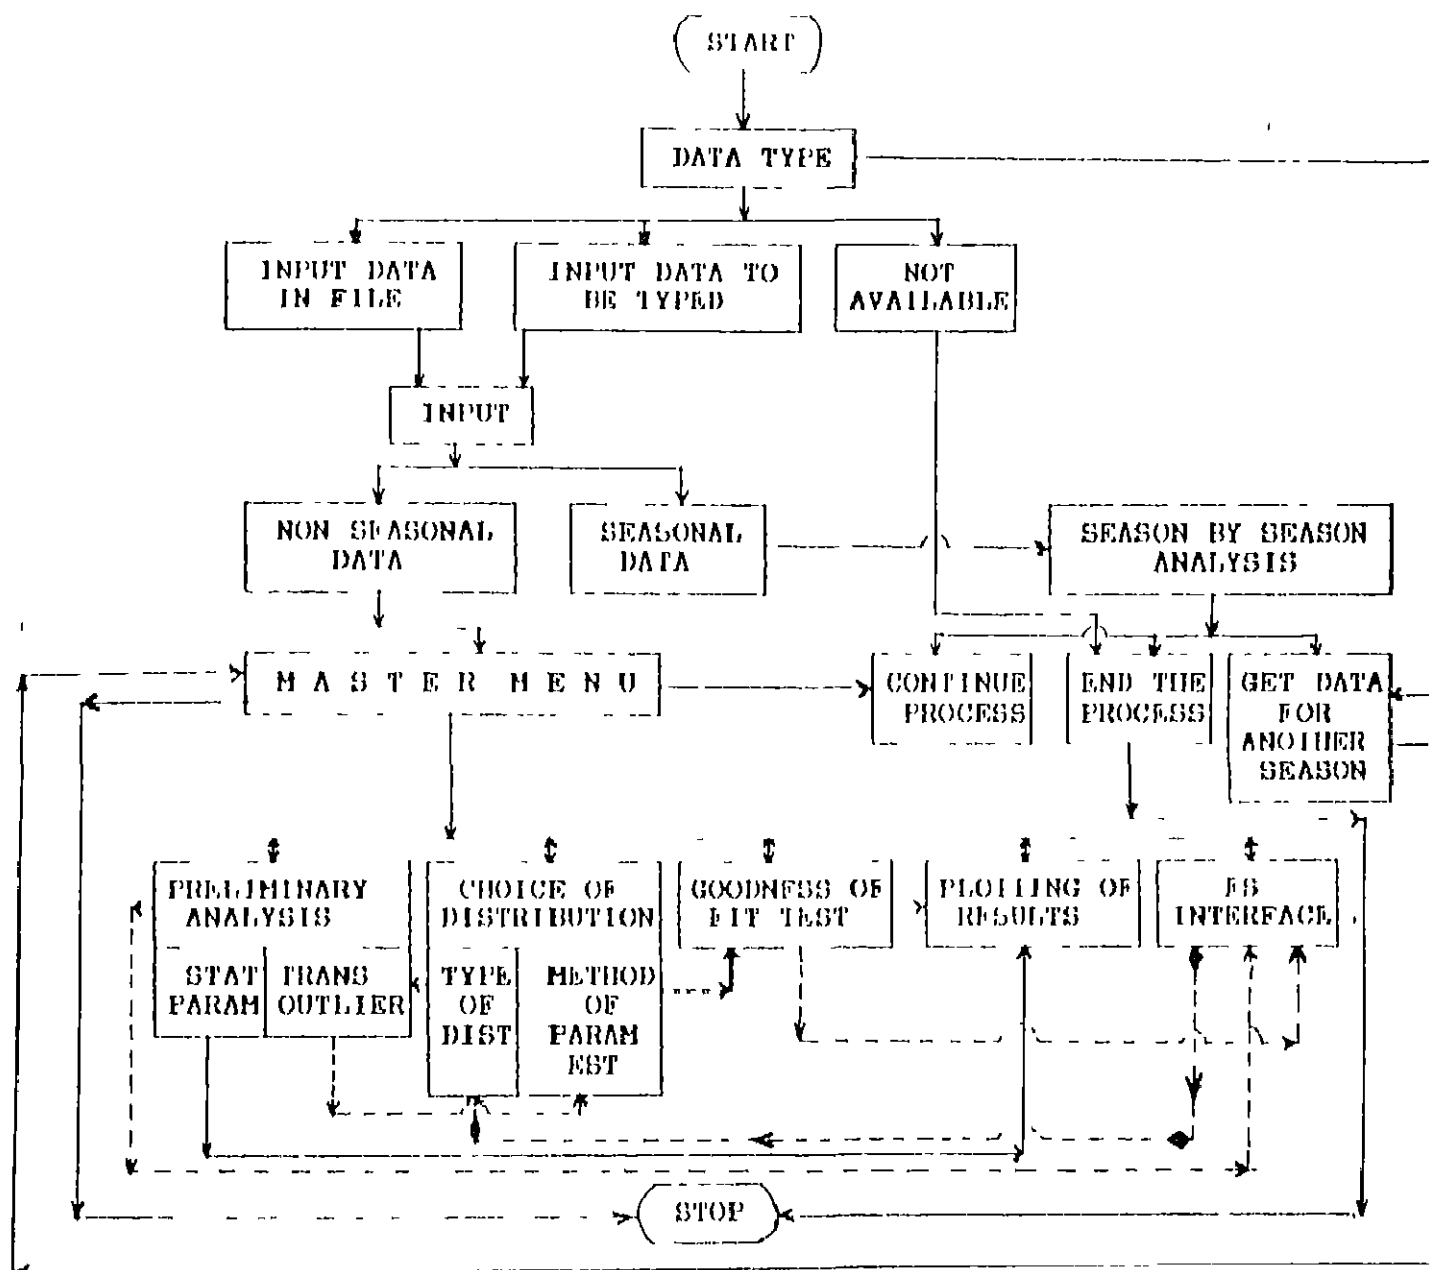 START
DATA TYPE
INPUT DATA
IN FILE
INPUT DATA TO
BE TYPED
NOT
AVAILABLE
INPUT
NON SEASONAL
DATA
SEASONAL
DATA
SEASON BY SEASON
ANALYSIS
MASTER MENU
CONTINUE
PROCESS
END THE
PROCESS
GET DATA
FOR
ANOTHER
SEASON
PRELIMINARY
ANALYSIS
STAT
PARAM
TRANS
OUTLIER
CHOICE OF
DISTRIBUTION
TYPE
OF
DIST
METHOD
OF
PARAM
EST
GOODNESS OF
FIT TEST
PLOTTING OF
RESULTS
ES
INTERFACE
STOP